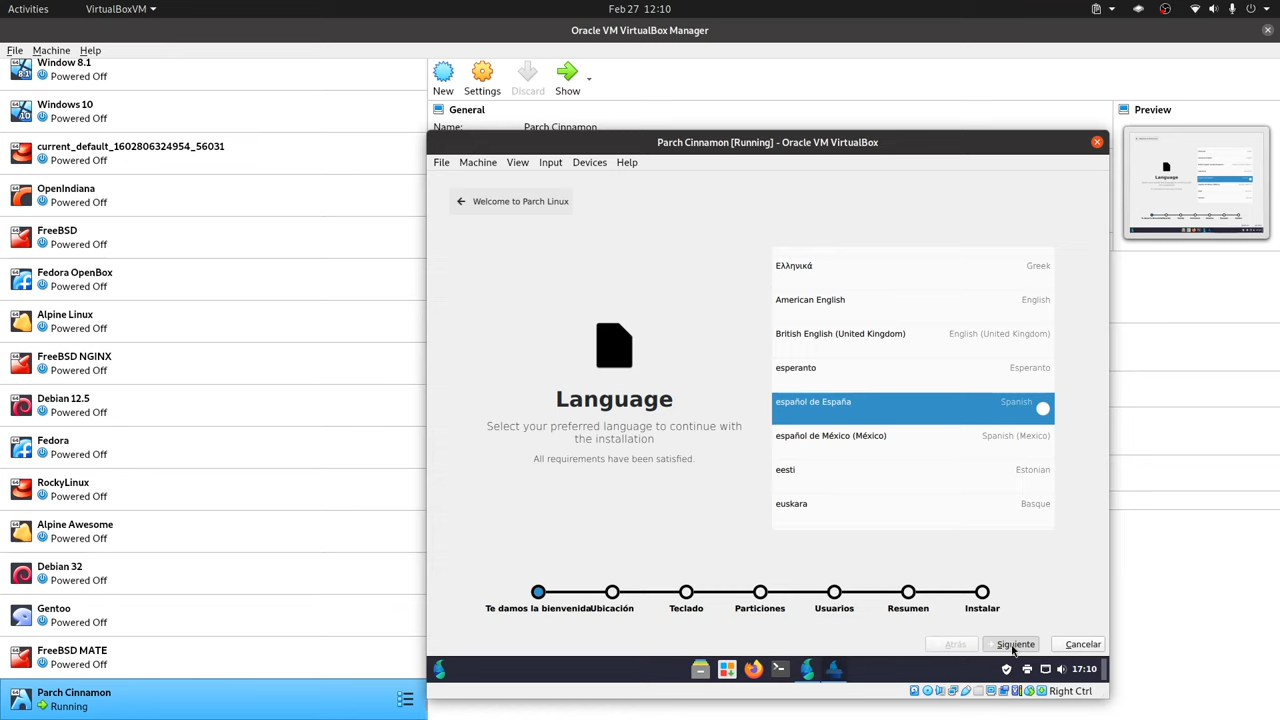 Activities VirtualBoxVM Feb 27 12:10
Oracle VM VirtualBox Manager
File Machine Help
Window 8.1
Powered Off
Windows 10
Powered Off
current_default_1602806324954_56031
Powered Off
OpenIndiana
Powered Off
FreeBSD
Powered Off
Fedora OpenBox
Powered Off
Alpine Linux
Powered Off
FreeBSD NGINX
Powered Off
Debian 12.5
Powered Off
Fedora
Powered Off
RockyLinux
Powered Off
Alpine Awesome
Powered Off
Debian 32
Powered Off
Gentoo
Powered Off
FreeBSD MATE
Powered Off
Parch Cinnamon
Running
New Settings Discard Show
General
Name: Parch Cinnamon
Preview
Parch Cinnamon [Running] - Oracle VM VirtualBox
File Machine View Input Devices Help
Welcome to Parch Linux
Language
Select your preferred language to continue with
the installation
All requirements have been satisfied.
Ελληνικά Greek
American English English
British English (United Kingdom) English (United Kingdom)
esperanto Esperanto
español de España Spanish
español de México (México) Spanish (Mexico)
eesti Estonian
euskara Basque
Te damos la bienvenida Ubicación Teclado Particiones Usuarios Resumen Instalar
Atrás Siguiente Cancelar
17:10
Right Ctrl